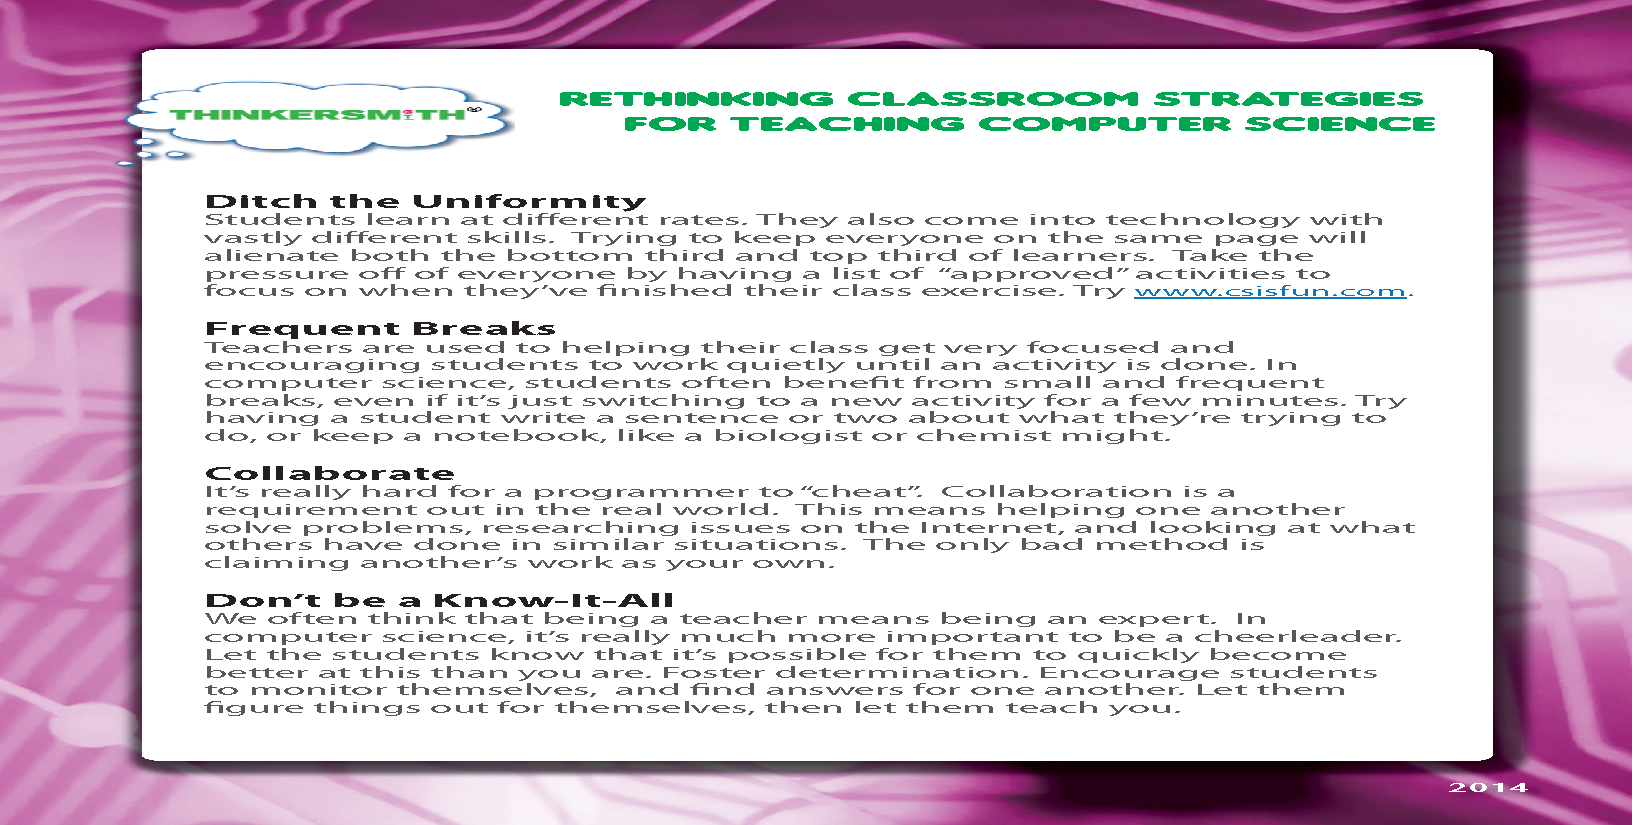 THINKERSMITH®
RETHINKING CLASSROOM STRATEGIES
FOR TEACHING COMPUTER SCIENCE
Ditch the Uniformity
Students learn at different rates. They also come into technology with
vastly different skills. Trying to keep everyone on the same page will
alienate both the bottom third and top third of learners. Take the
pressure off of everyone by having a list of “approved” activities to
focus on when they’ve finished their class exercise. Try www.csisfun.com.
Frequent Breaks
Teachers are used to helping their class get very focused and
encouraging students to work quietly until an activity is done. In
computer science, students often benefit from small and frequent
breaks, even if it’s just switching to a new activity for a few minutes. Try
having a student write a sentence or two about what they’re trying to
do, or keep a notebook, like a biologist or chemist might.
Collaborate
It’s really hard for a programmer to “cheat”. Collaboration is a
requirement out in the real world. This means helping one another
solve problems, researching issues on the Internet, and looking at what
others have done in similar situations. The only bad method is
claiming another’s work as your own.
Don’t be a Know-It-All
We often think that being a teacher means being an expert. In
computer science, it’s really much more important to be a cheerleader.
Let the students know that it’s possible for them to quickly become
better at this than you are. Foster determination. Encourage students
to monitor themselves, and find answers for one another. Let them
figure things out for themselves, then let them teach you.
2014